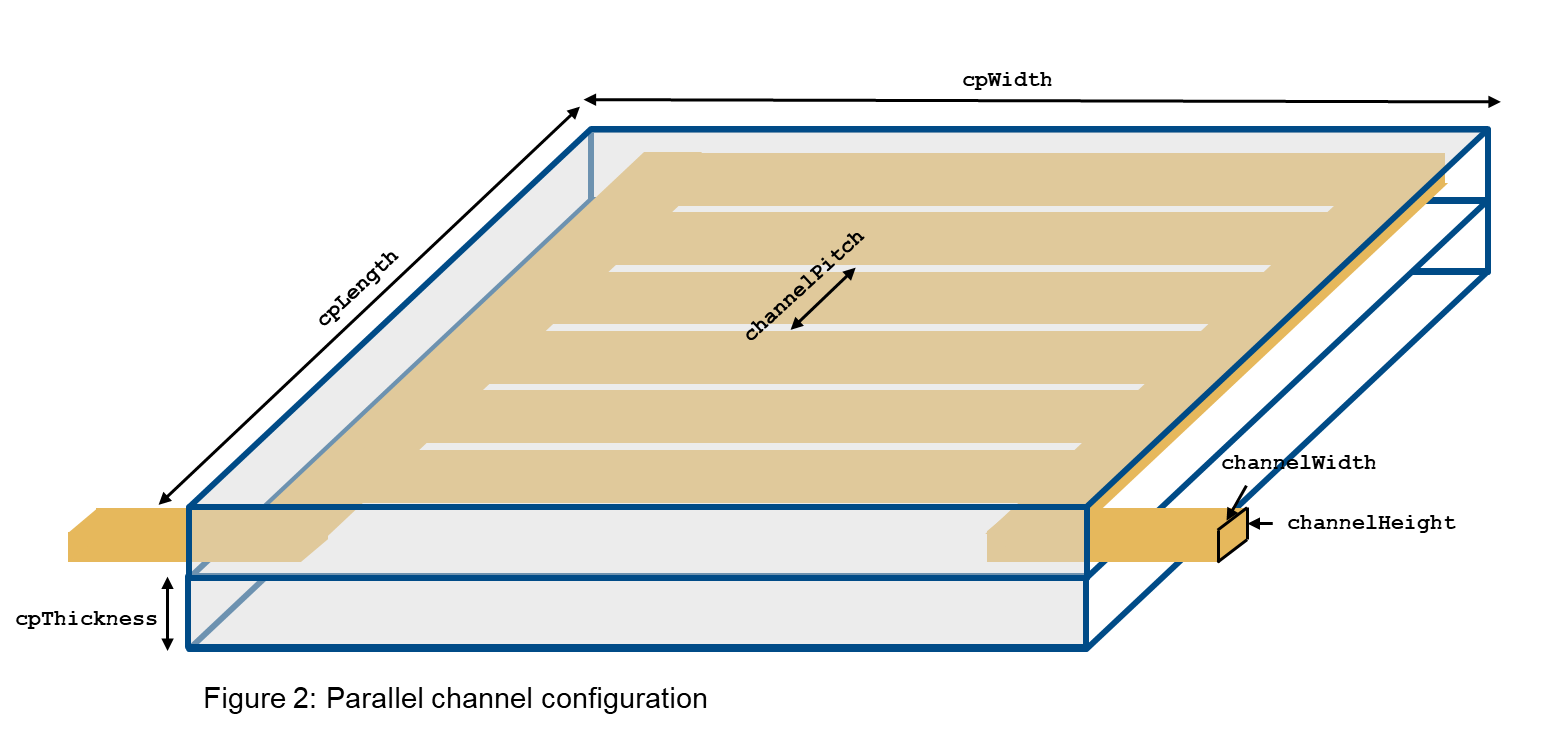 cpWidth
cpLength
channelPitch
channelWidth
channelHeight
cpThickness
Figure 2: Parallel channel configuration